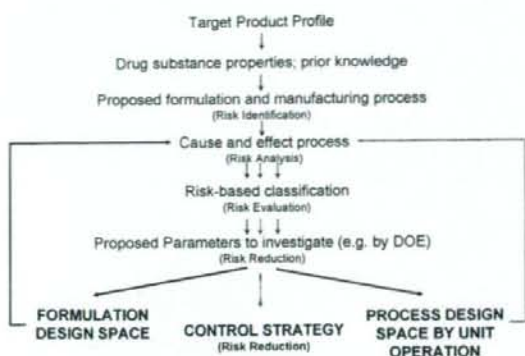 Target Product Profile
Drug substance properties; prior knowledge
Proposed formulation and manufacturing process
(Risk Identification)
Cause and effect process
(Risk Analysis)
Risk-based classification
(Risk Evaluation)
Proposed Parameters to investigate (e.g. by DOE)
(Risk Reduction)
FORMULATION
DESIGN SPACE
CONTROL STRATEGY
(Risk Reduction)
PROCESS DESIGN
SPACE BY UNIT
OPERATION